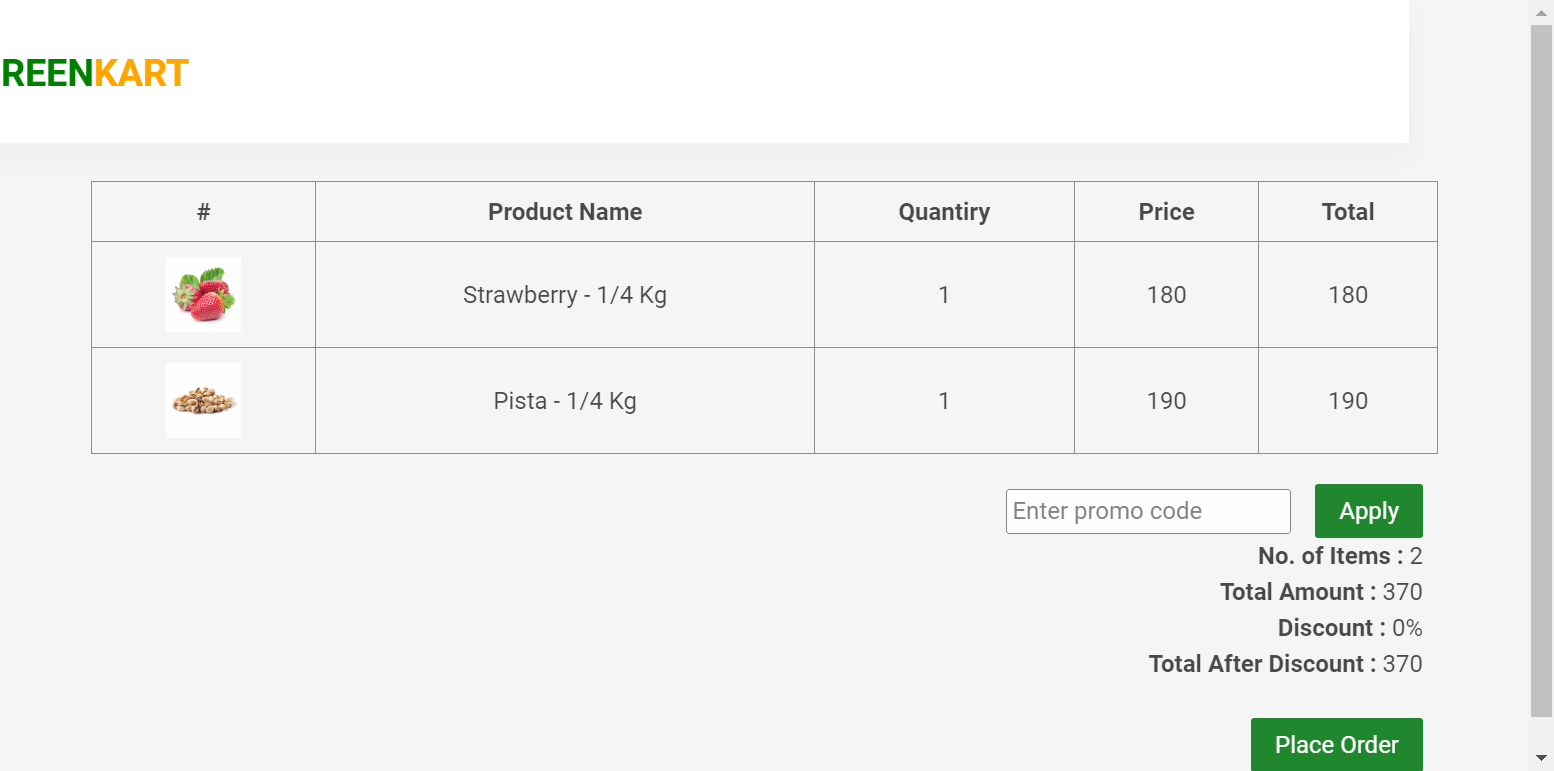 REENKART
# Product Name Quantiry Price Total
Strawberry - 1/4 Kg 1 180 180
Pista - 1/4 Kg 1 190 190
Enter promo code Apply
No. of Items : 2
Total Amount : 370
Discount : 0%
Total After Discount : 370
Place Order